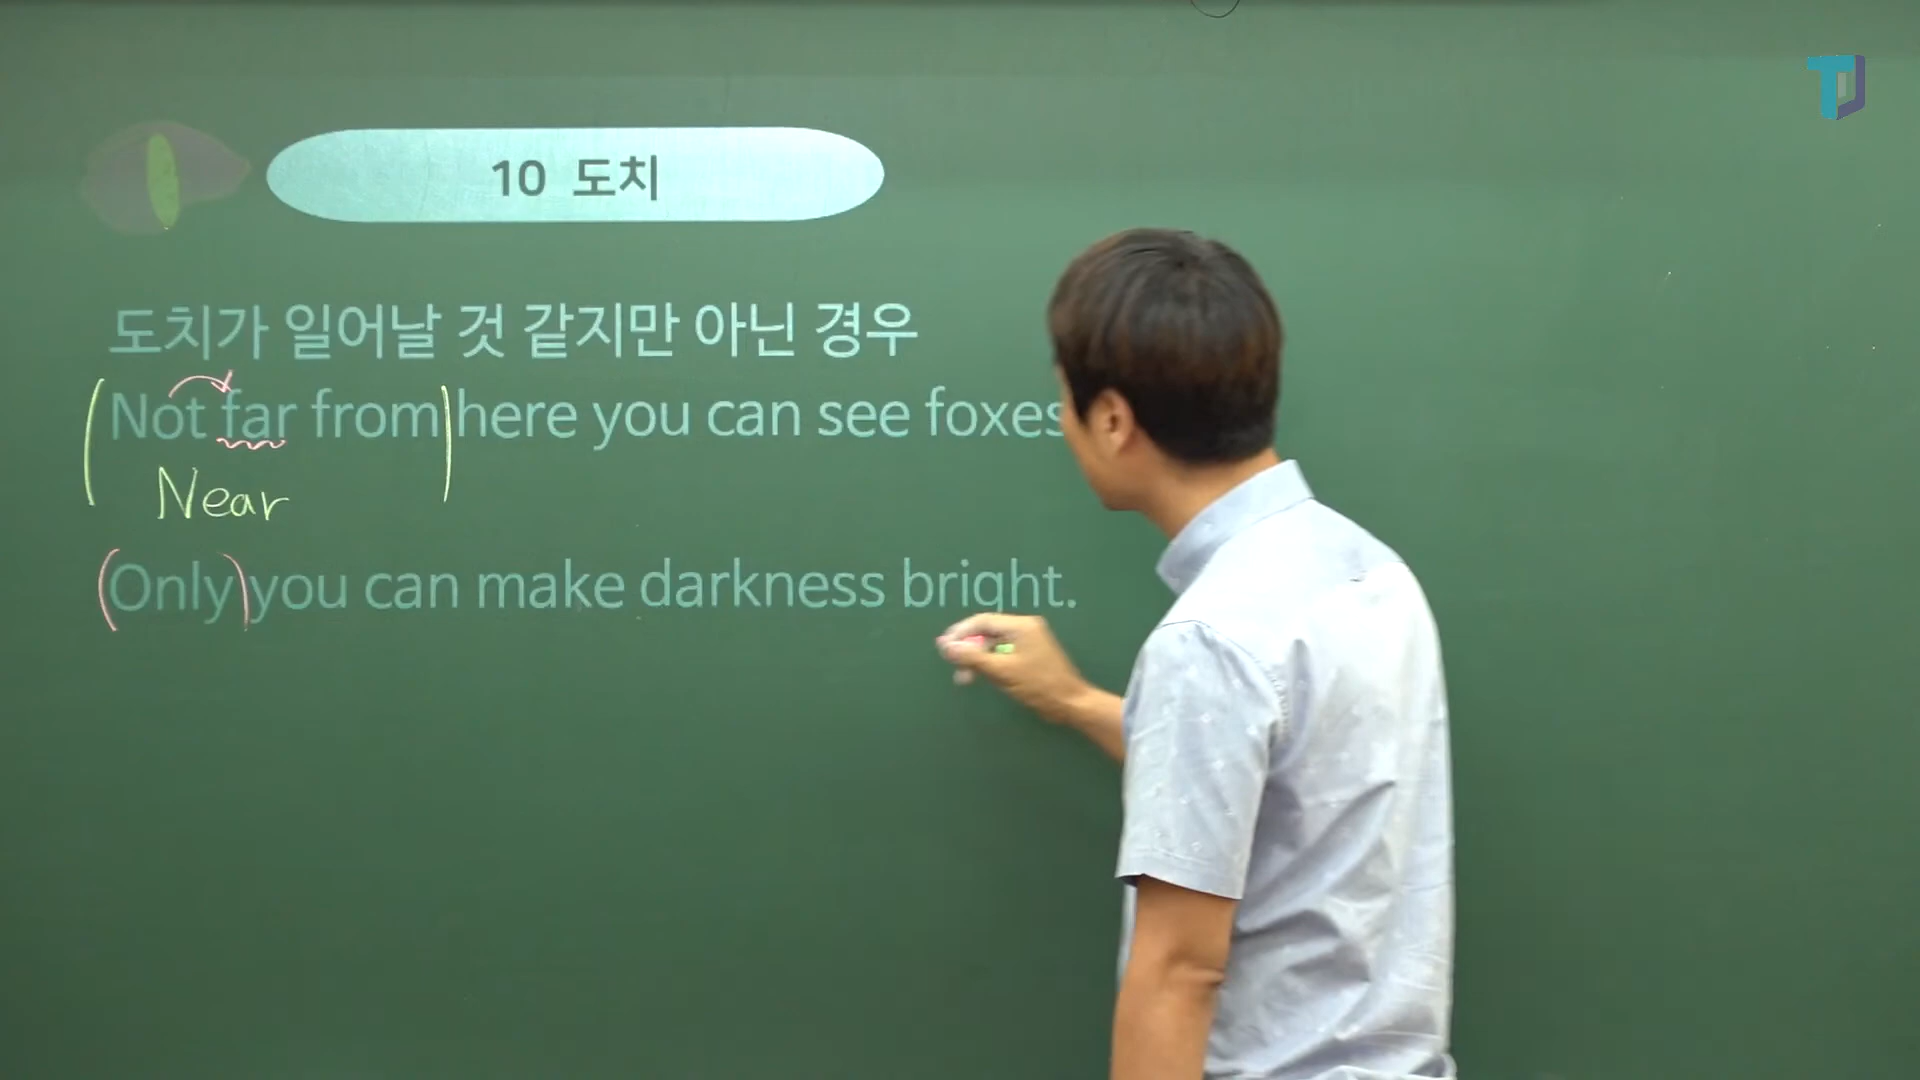 10 도치
도치가 일어날 것 같지만 아닌 경우
(Not far from) here you can see foxes
Near
(Only) you can make darkness bright.